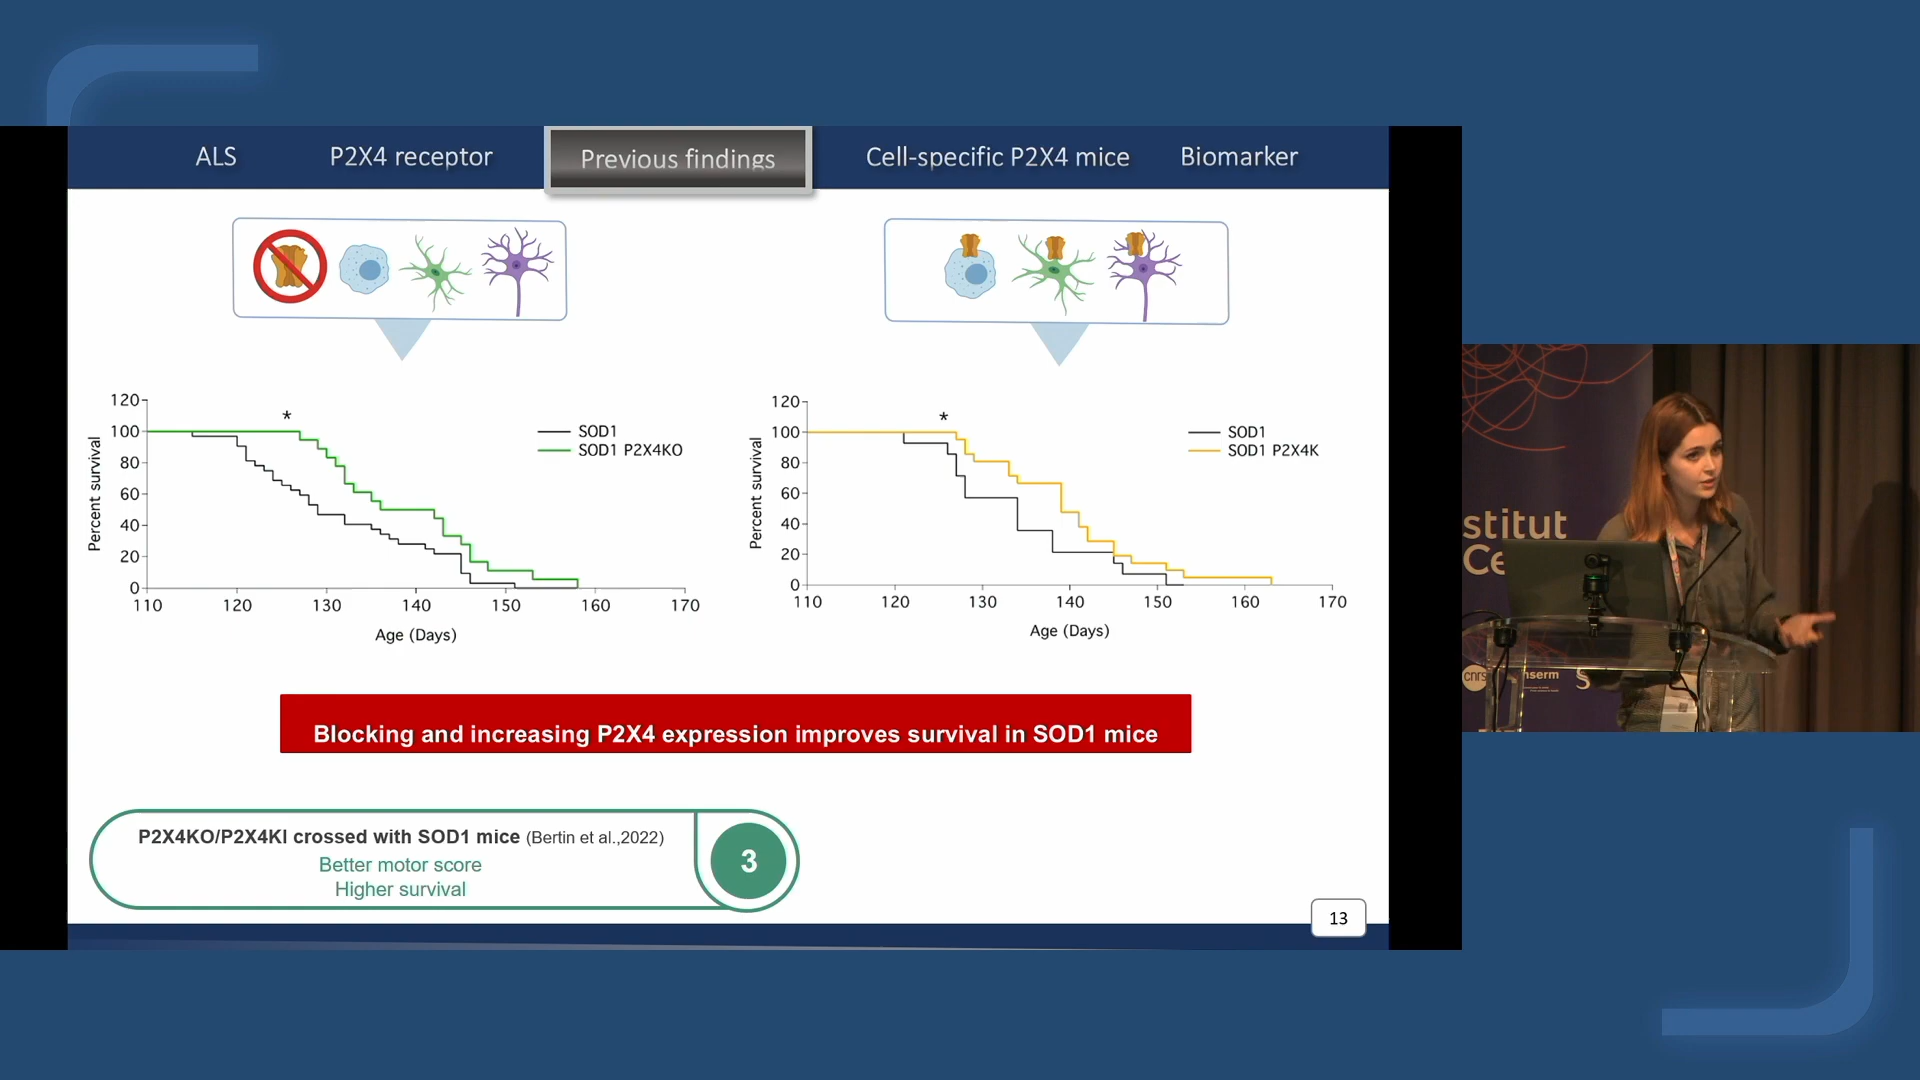 ALS
P2X4 receptor
Previous findings
Cell-specific P2X4 mice
Biomarker
120
100
80
60
40
20
0
110 120 130 140 150 160 170
Percent survival
Age (Days)
*
SOD1
SOD1 P2X4KO
120
100
80
60
40
20
0
110 120 130 140 150 160 170
Percent survival
Age (Days)
*
SOD1
SOD1 P2X4K
Blocking and increasing P2X4 expression improves survival in SOD1 mice
P2X4KO/P2X4KI crossed with SOD1 mice (Bertin et al.,2022)
Better motor score
Higher survival
3
13
stitut
Ce
cnrs
nserm
S